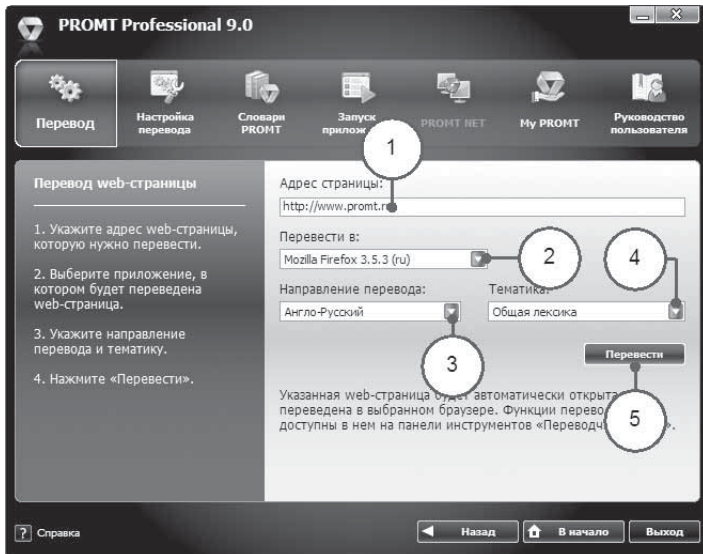 PROMT Professional 9.0
Перевод
Настройка
перевода
Словари
PROMT
Запуск
PROMT NET
My PROMT
Руководство
пользователя
1
Перевод web-страницы
1. Укажите адрес web-страницы,
которую нужно перевести.
2. Выберите приложение, в
котором будет переведена
web-страница.
3. Укажите направление
перевода и тематику.
4. Нажмите «Перевести».
Адрес страницы:
http://www.promt.r
Перевести в:
Mozilla Firefox 3.5.3 (ru)
2
4
Направление перевода:
Тематика:
Англо-Русский
Общая лексика
3
Перевести
5
Указанная web-страница будет автоматически открыта
переведена в выбранном браузере. Функции
доступны в нем на панели инструментов
? Справка
Назад
В начало
Выход